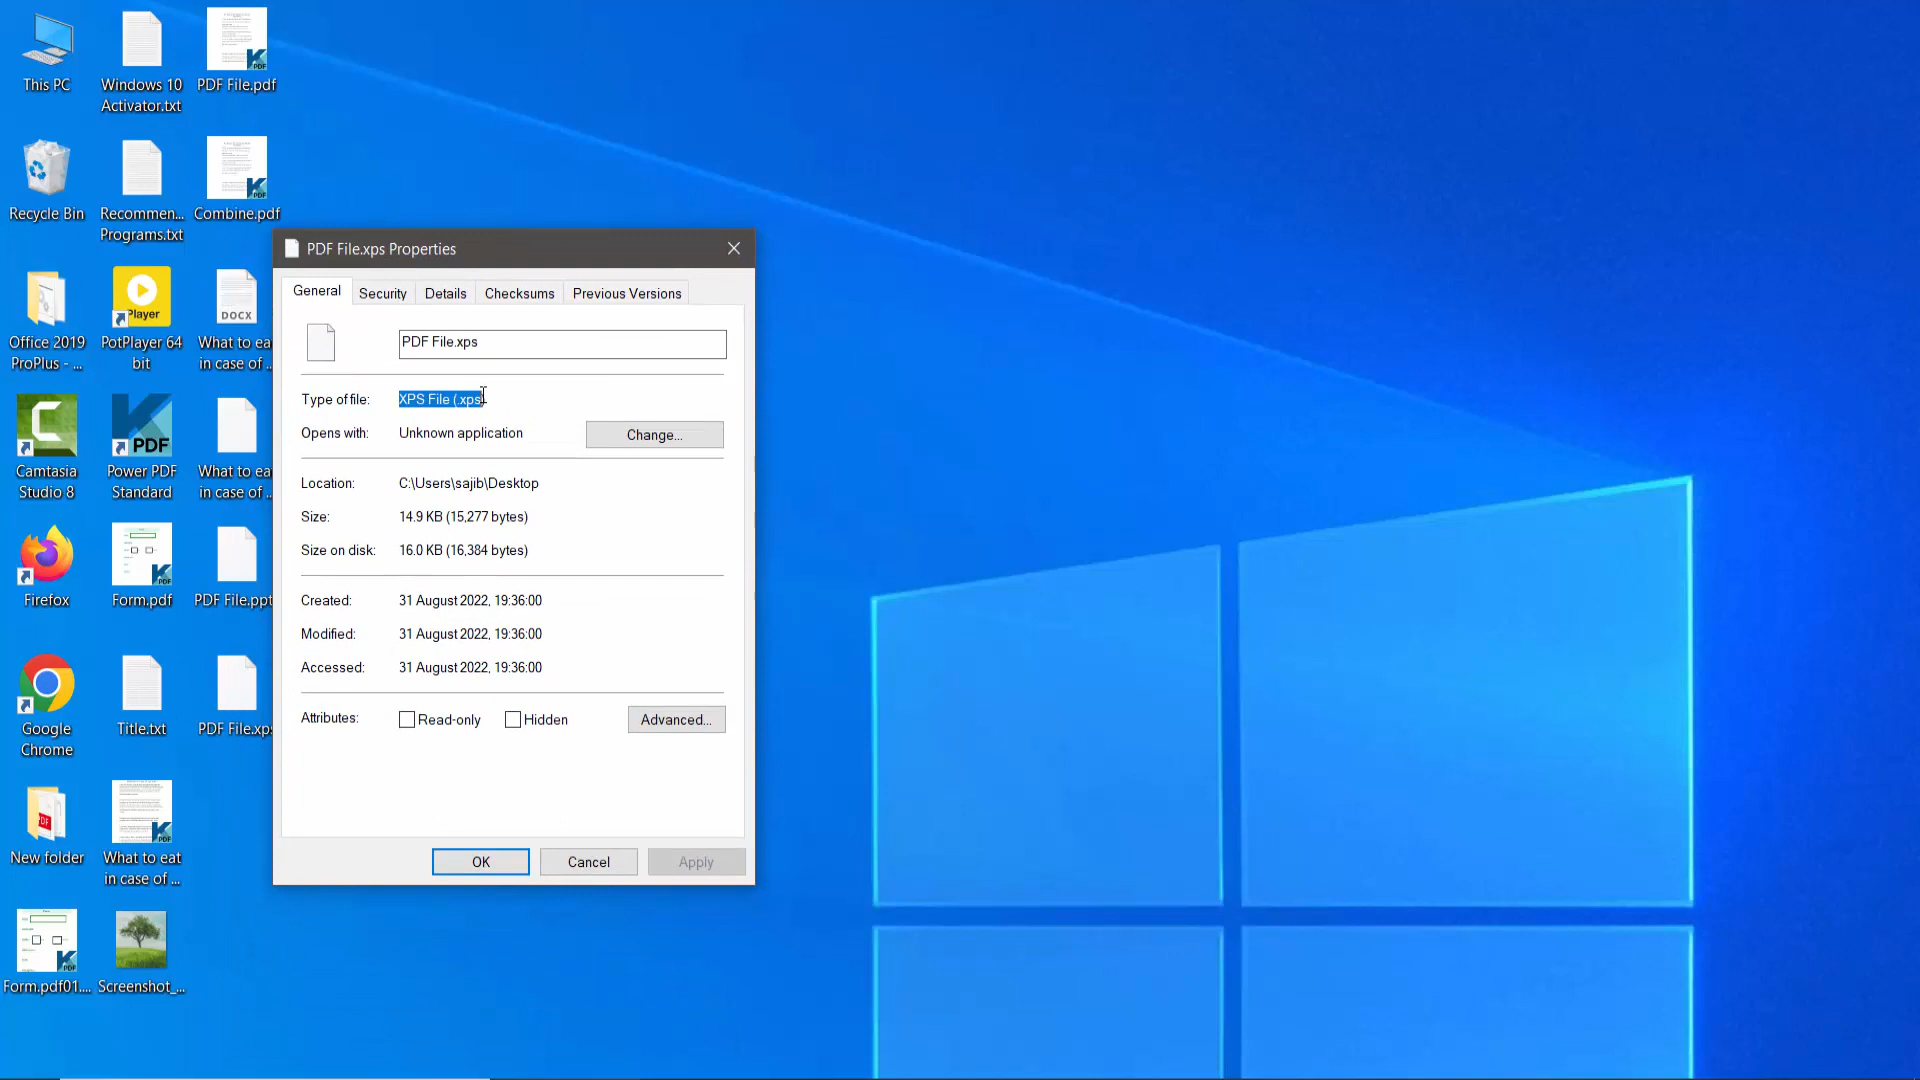 This PC
Windows 10
Activator.txt
PDF File.pdf
Recycle Bin
Recommen...
Programs.txt
Combine.pdf
Office 2019
ProPlus - ...
PotPlayer 64
bit
What to ea
in case of ..
Player
DOCX
Camtasia
Studio 8
Power PDF
Standard
What to ea
in case of ..
PDF
Firefox
Form.pdf
PDF File.ppt
Google
Chrome
Title.txt
PDF File.xps
New folder
What to eat
in case of ...
Form.pdf01....
Screenshot_...
PDF File.xps Properties
General
Security
Details
Checksums
Previous Versions
PDF File.xps
Type of file:
XPS File (.xps)
Opens with:
Unknown application
Change...
Location:
C:\Users\sajib\Desktop
Size:
14.9 KB (15,277 bytes)
Size on disk:
16.0 KB (16,384 bytes)
Created:
31 August 2022, 19:36:00
Modified:
31 August 2022, 19:36:00
Accessed:
31 August 2022, 19:36:00
Attributes:
Read-only
Hidden
Advanced...
OK
Cancel
Apply